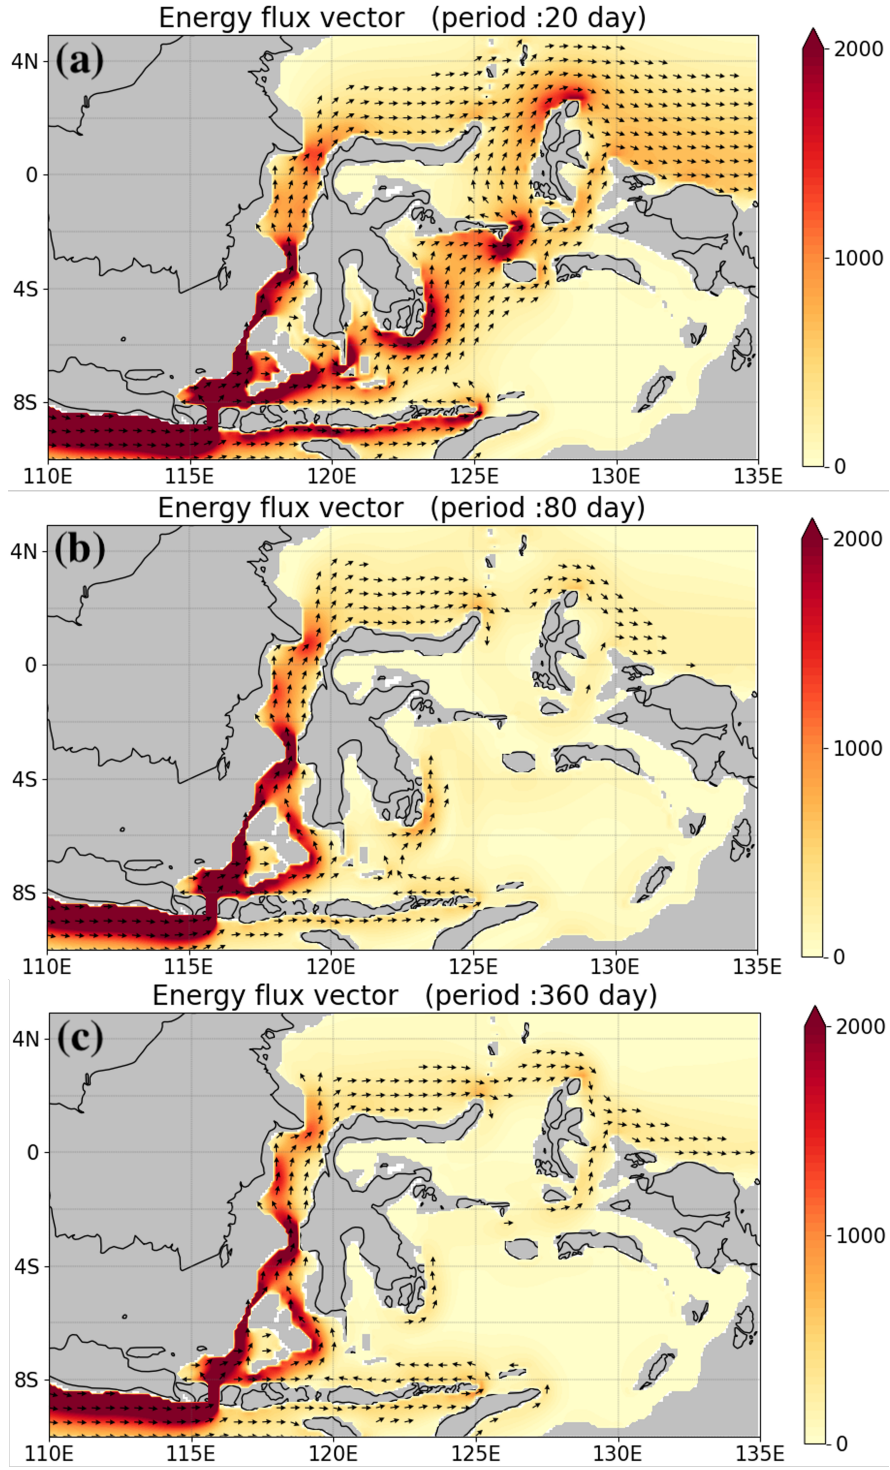 Energy flux vector (period :20 day)
(a)
4N
0
4S
8S
110E 115E 120E 125E 130E 135E
2000
1000
0
Energy flux vector (period :80 day)
(b)
4N
0
4S
8S
110E 115E 120E 125E 130E 135E
2000
1000
0
Energy flux vector (period :360 day)
(c)
4N
0
4S
8S
110E 115E 120E 125E 130E 135E
2000
1000
0